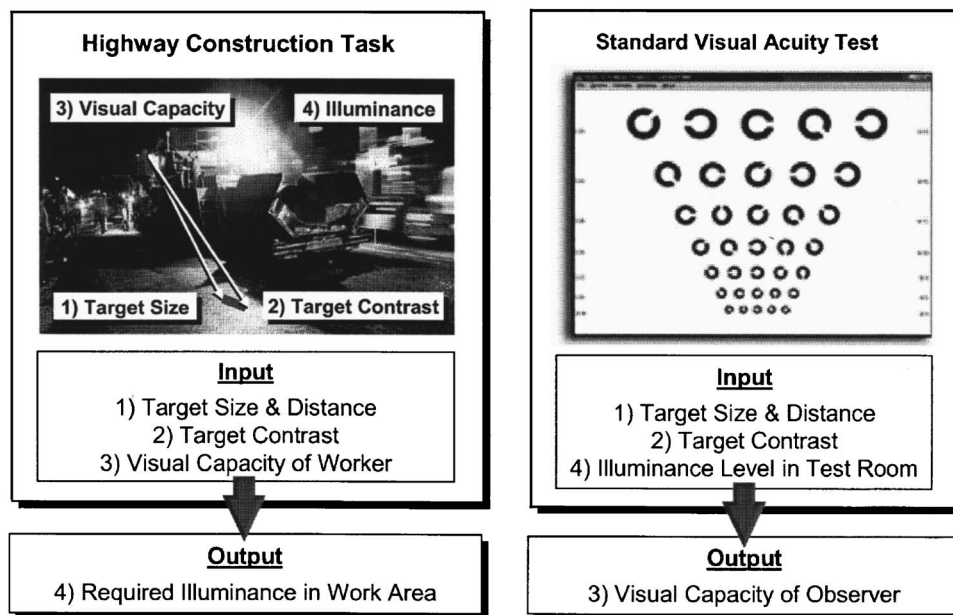 Highway Construction Task
3) Visual Capacity
4) Illuminance
1) Target Size
2) Target Contrast
Input
1) Target Size & Distance
2) Target Contrast
3) Visual Capacity of Worker
Output
4) Required Illuminance in Work Area
Standard Visual Acuity Test
Input
1) Target Size & Distance
2) Target Contrast
4) Illuminance Level in Test Room
Output
3) Visual Capacity of Observer